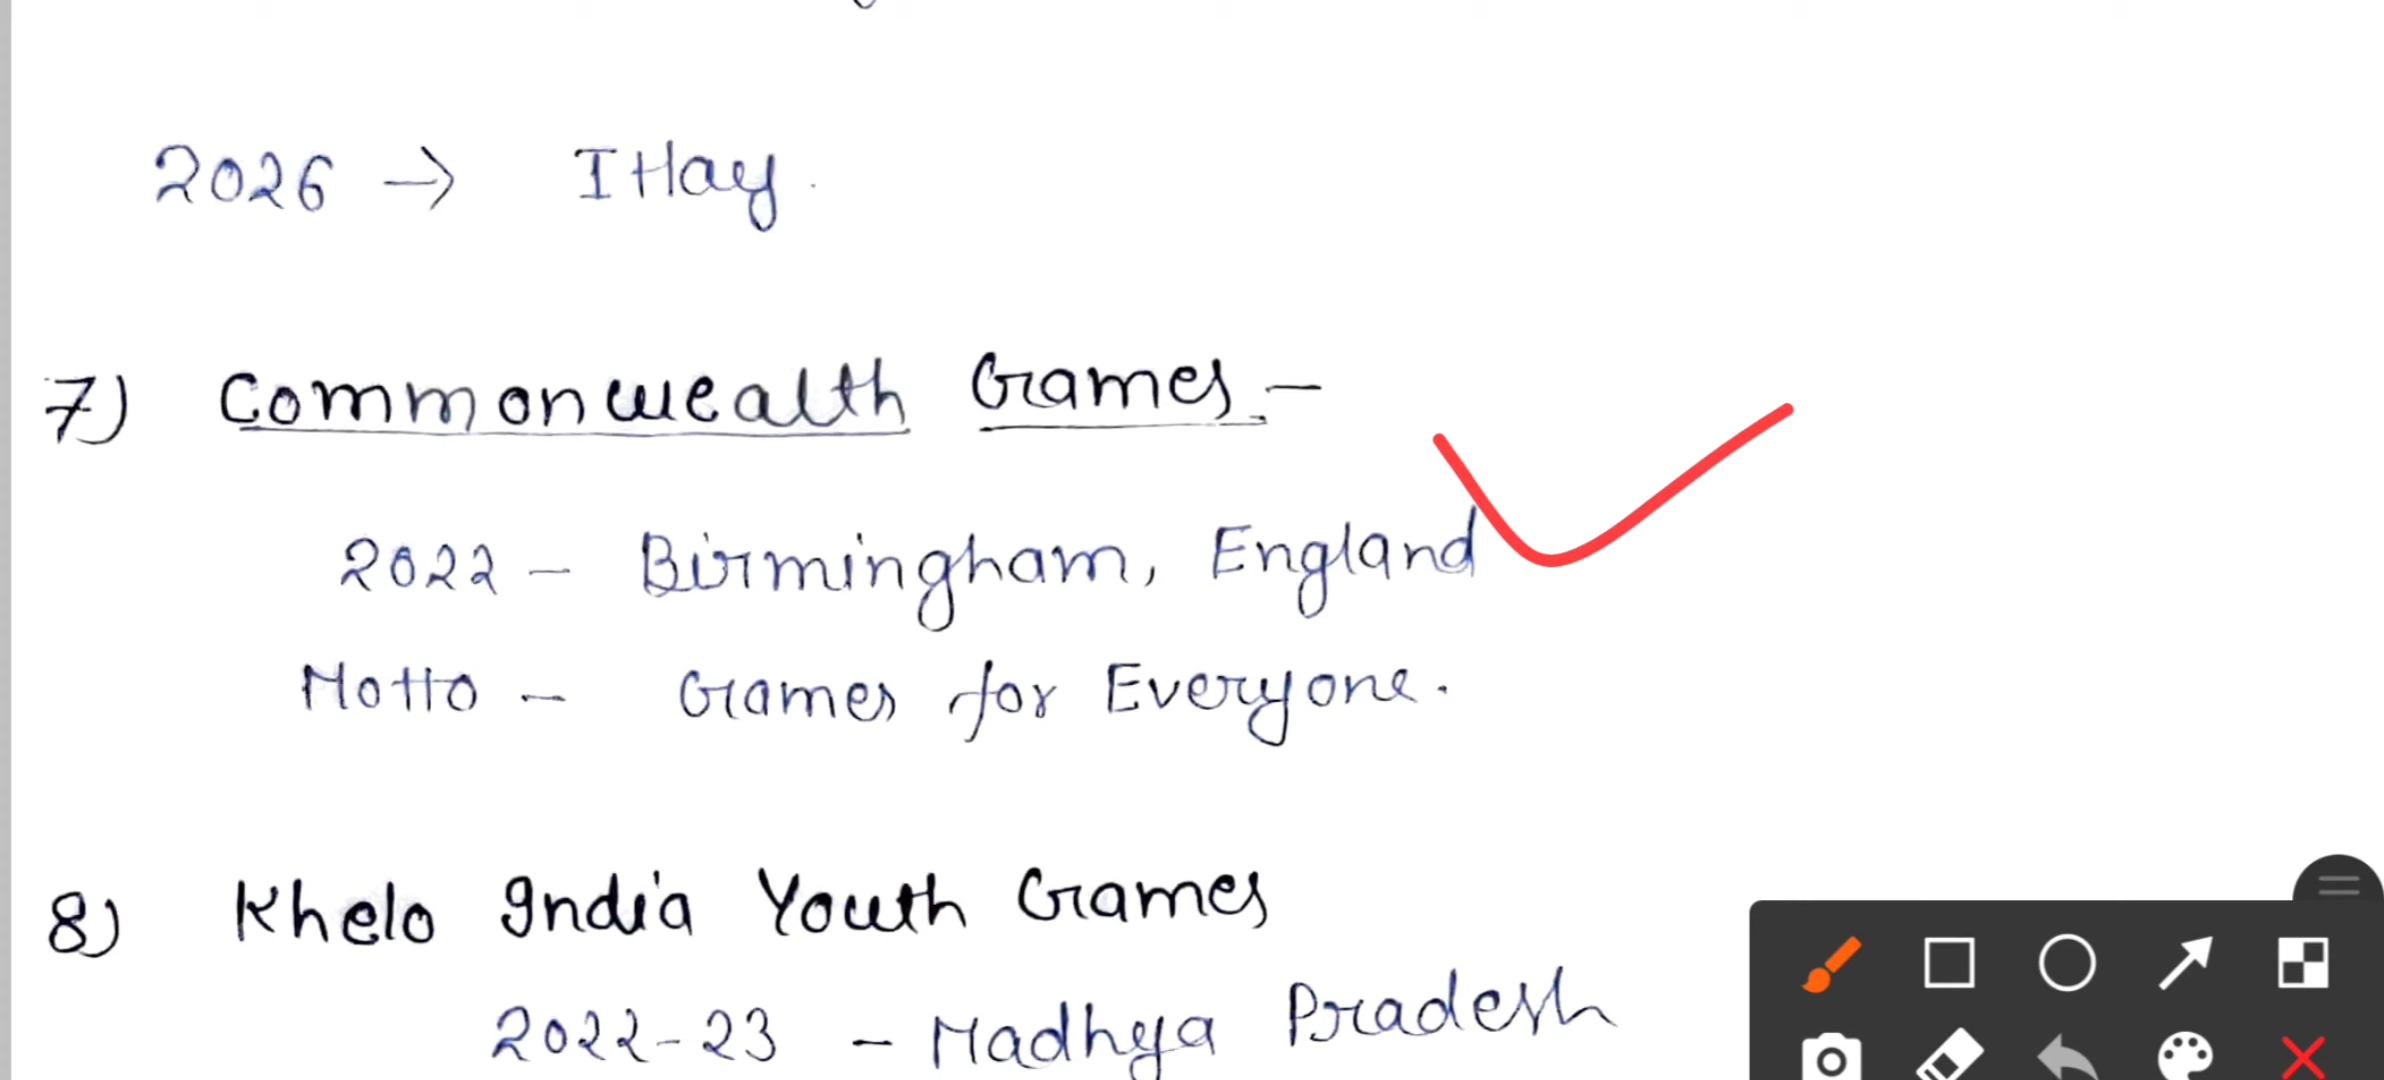 2026 → Italy.
7) Commonwealth Games -
2022 - Birmingham, England
Motto - Games for Everyone.
8) Khelo India Youth Games
2022-23 - Madhya Pradesh